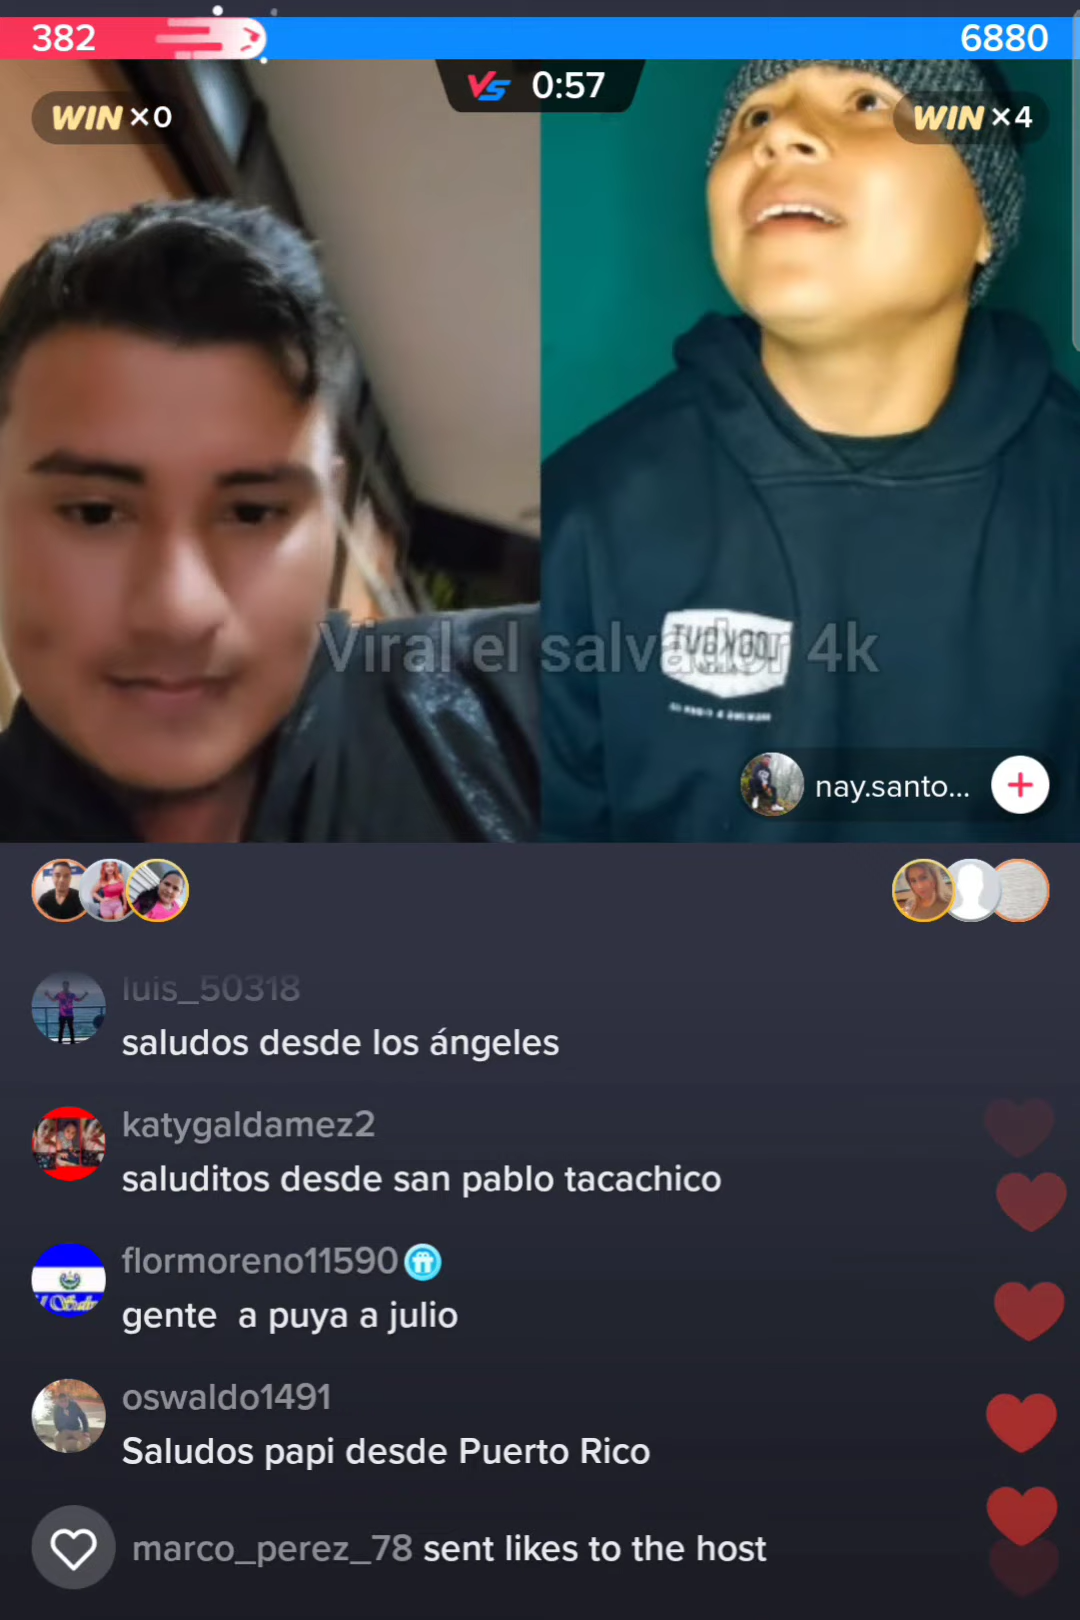 382
6880
VS 0:57
WIN ×0
WIN ×4
Viral el salvador 4k
nay.santo...
luis_50318
saludos desde los ángeles
katygaldamez2
saluditos desde san pablo tacachico
flormoreno11590
gente  a puya a julio
oswaldo1491
Saludos papi desde Puerto Rico
marco_perez_78 sent likes to the host